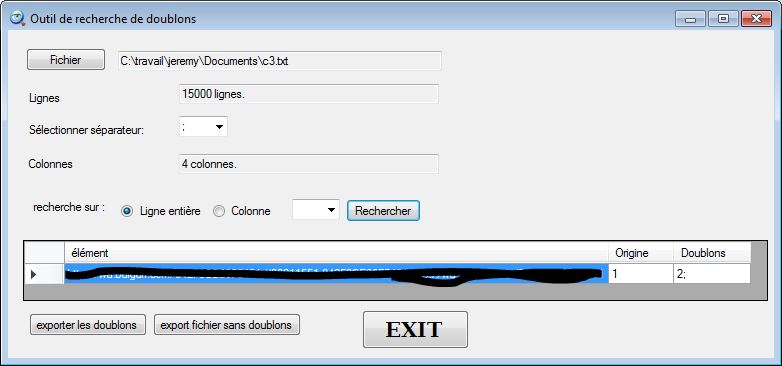 Outil de recherche de doublons
Fichier C:\travail\jeremy\Documents\c3.txt
Lignes 15000 lignes.
Sélectionner séparateur: ;
Colonnes 4 colonnes.
recherche sur : Ligne entière Colonne Rechercher
élément Origine Doublons
1 2;
exporter les doublons export fichier sans doublons EXIT